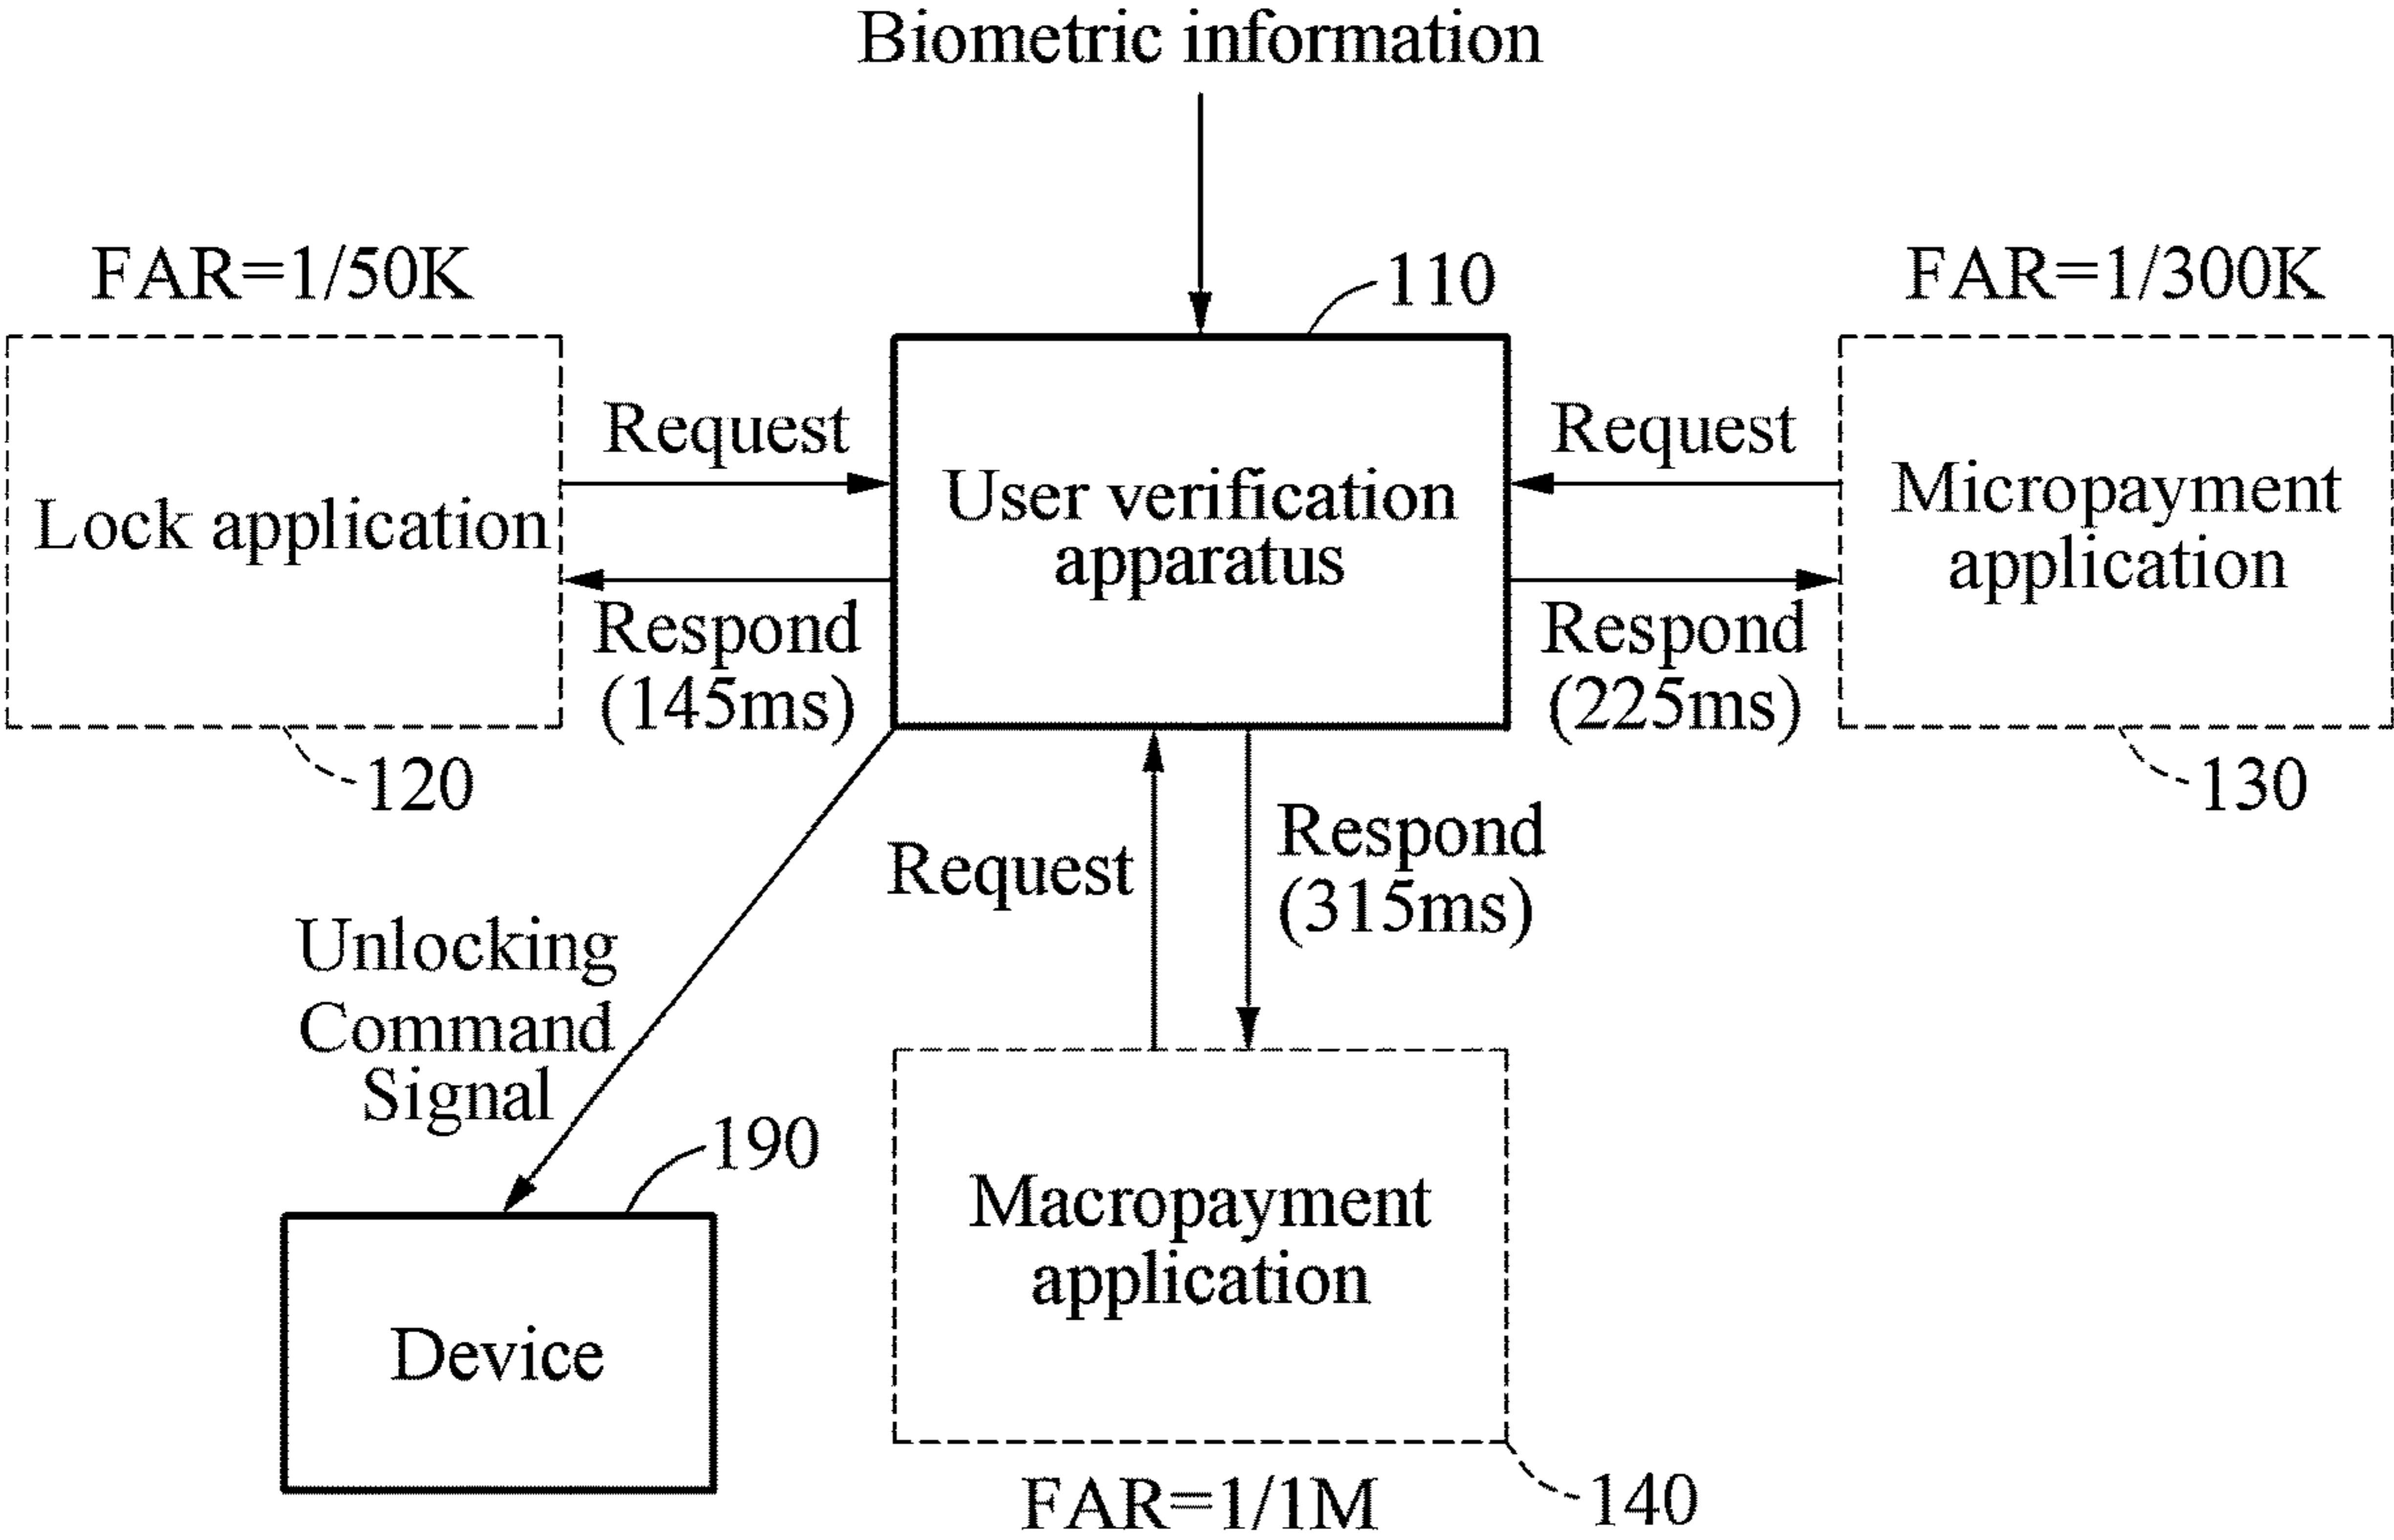 Biometric information
FAR=1/50K
110
FAR=1/300K
Lock application
Request
Respond
(145ms)
120
User verification
apparatus
Request
Respond
(225ms)
Micropayment
application
130
Request
Respond
(315ms)
Unlocking
Command
Signal
190
Device
Macropayment
application
140
FAR=1/1M